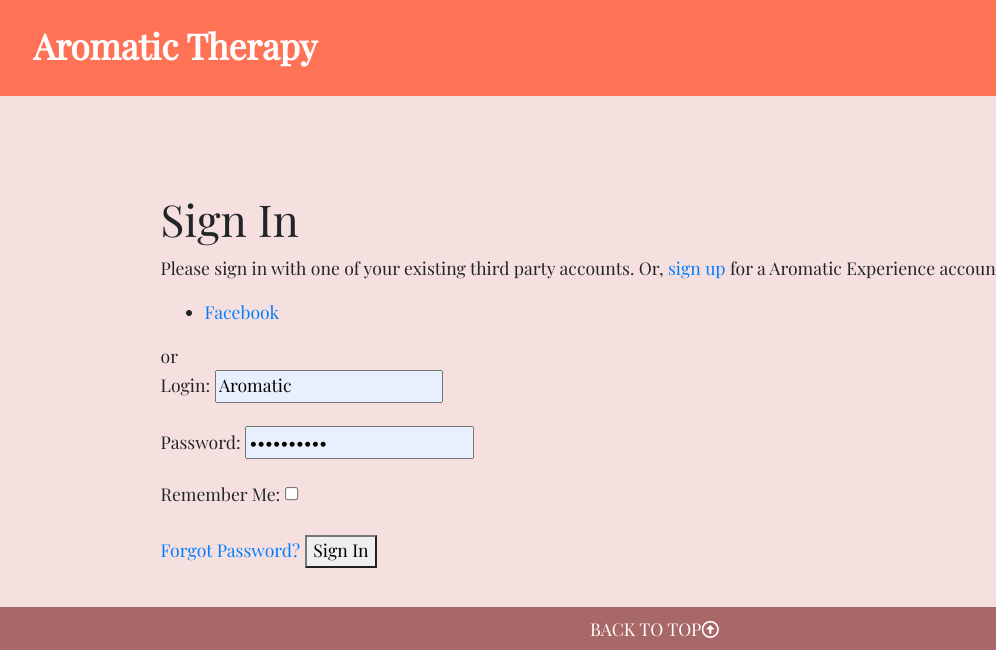 Aromatic Therapy
Sign In
Please sign in with one of your existing third party accounts. Or, sign up for a Aromatic Experience accoun
• Facebook
or
Login: Aromatic
Password: ••••••••••
Remember Me:
Forgot Password? Sign In
BACK TO TOP